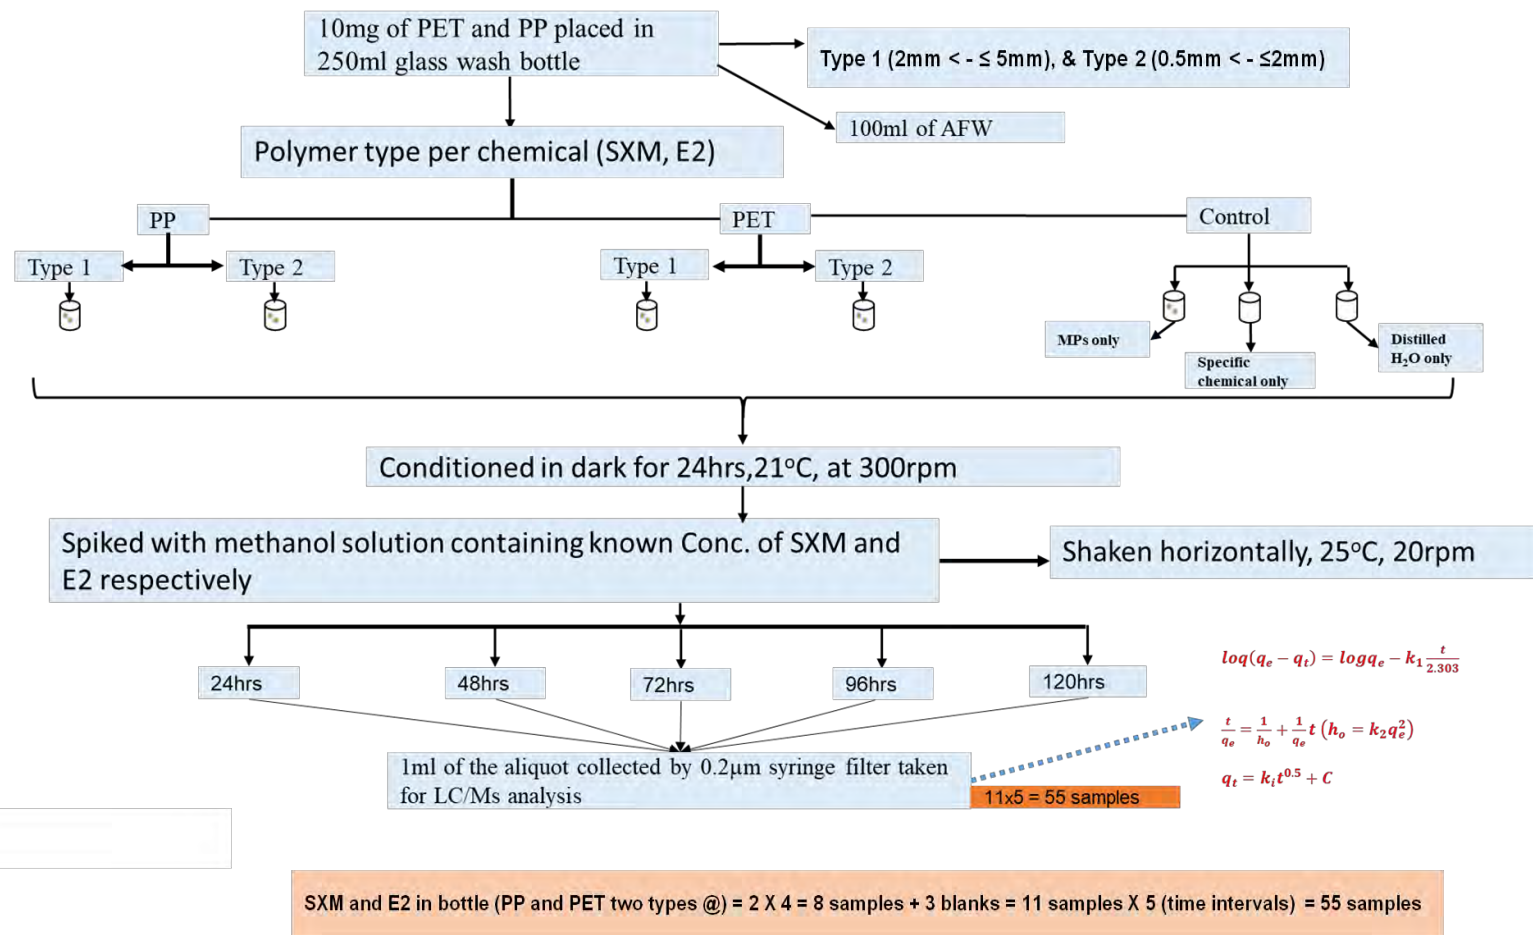 10mg of PET and PP placed in
250ml glass wash bottle
Type 1 (2mm < - ≤ 5mm), & Type 2 (0.5mm < - ≤2mm)
100ml of AFW
Polymer type per chemical (SXM, E2)
PP
PET
Control
Type 1
Type 2
Type 1
Type 2
MPs only
Specific
chemical only
Distilled
H₂O only
Conditioned in dark for 24hrs,21°C, at 300rpm
Spiked with methanol solution containing known Conc. of SXM and
E2 respectively
Shaken horizontally, 25°C, 20rpm
24hrs
48hrs
72hrs
96hrs
120hrs
loq(qₑ − qₜ) = logqₑ − k₁ t/2.303
t/qₑ = 1/hₒ + 1/qₑ t (hₒ = k₂qₑ²)
qₜ = kᵢt⁰·⁵ + C
1ml of the aliquot collected by 0.2µm syringe filter taken
for LC/Ms analysis
11x5 = 55 samples
SXM and E2 in bottle (PP and PET two types @) = 2 X 4 = 8 samples + 3 blanks = 11 samples X 5 (time intervals) = 55 samples